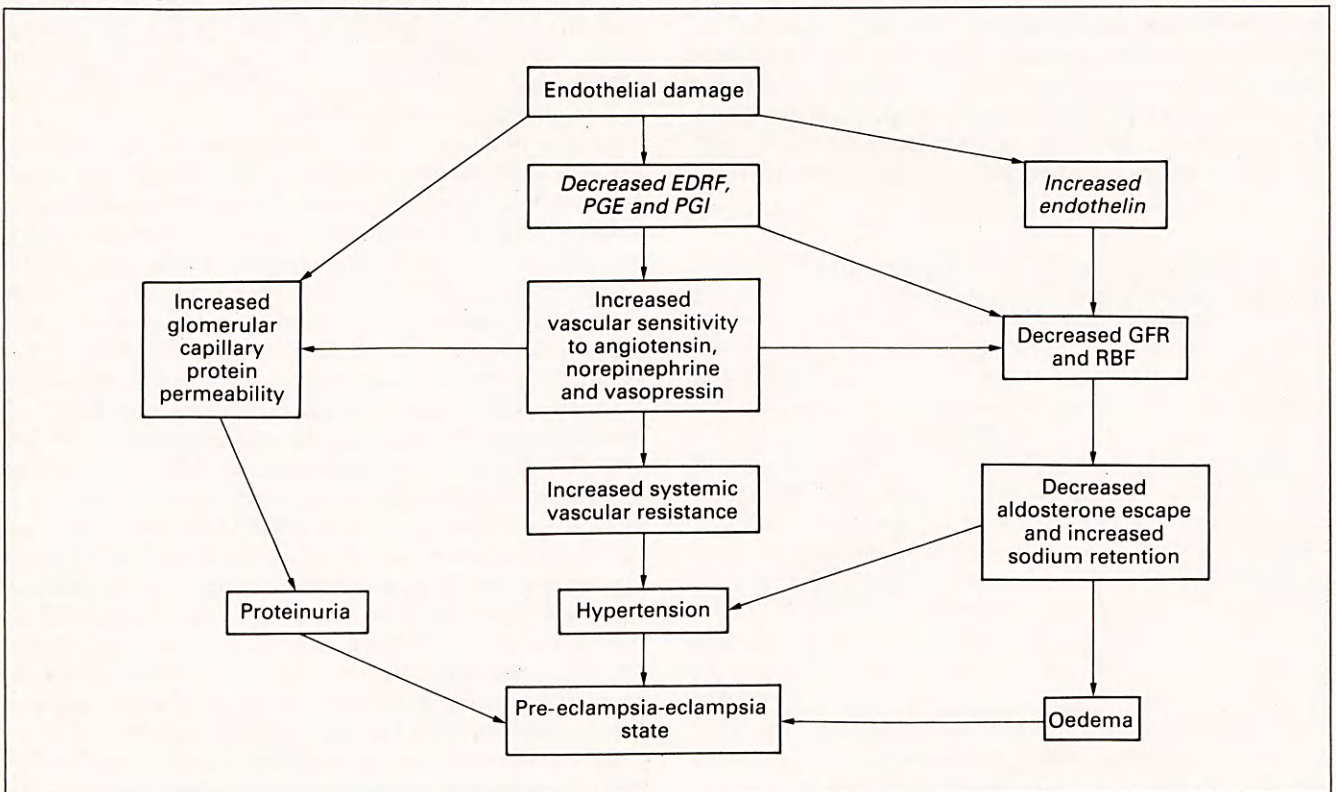 Endothelial damage
Decreased EDRF,
PGE and PGI
Increased
endothelin
Increased
glomerular
capillary
protein
permeability
Increased
vascular sensitivity
to angiotensin,
norepinephrine
and vasopressin
Decreased GFR
and RBF
Increased systemic
vascular resistance
Decreased
aldosterone escape
and increased
sodium retention
Proteinuria
Hypertension
Pre-eclampsia-eclampsia
state
Oedema